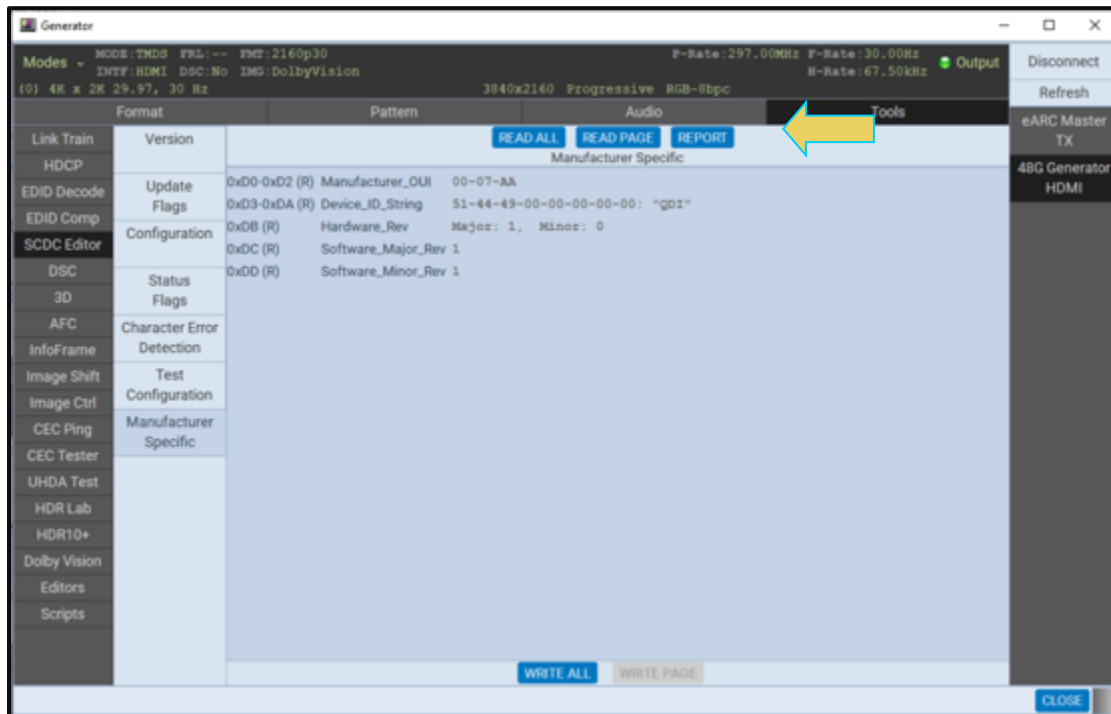 Generator
Modes
MODE:TMDS FRL:-- FMT:2160p30 P-Rate:297.00MHz F-Rate:30.00Hz
INTF:HDMI DSC:No IMG:DolbyVision H-Rate:67.50kHz
Output
(0) 4K x 2K 29.97, 30 Hz 3840x2160 Progressive RGB-8bpc
Disconnect
Refresh
eARC Master
TX
48G Generator
HDMI
Format Pattern Audio Tools
Link Train
HDCP
EDID Decode
EDID Comp
SCDC Editor
DSC
3D
AFC
InfoFrame
Image Shift
Image Ctrl
CEC Ping
CEC Tester
UHDA Test
HDR Lab
HDR10+
Dolby Vision
Editors
Scripts
Version
Update
Flags
Configuration
Status
Flags
Character Error
Detection
Test
Configuration
Manufacturer
Specific
READ ALL READ PAGE REPORT
Manufacturer Specific
0xD0-0xD2 (R) Manufacturer_OUI 00-07-AA
0xD3-0xDA (R) Device_ID_String 51-44-49-00-00-00-00-00: "QDI"
0xDB (R) Hardware_Rev Major: 1, Minor: 0
0xDC (R) Software_Major_Rev 1
0xDD (R) Software_Minor_Rev 1
WRITE ALL WRITE PAGE
CLOSE